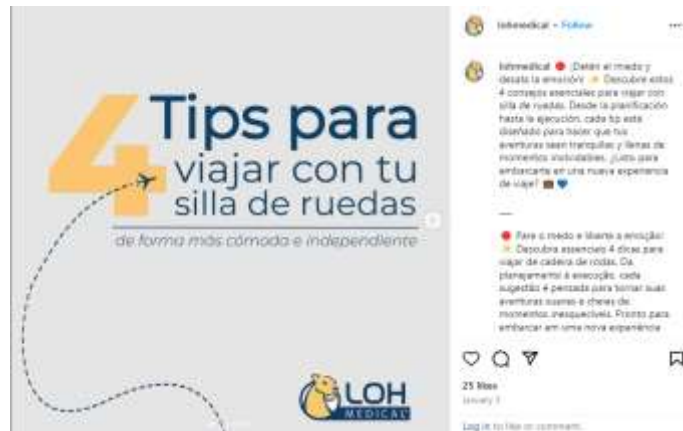 4 Tips para
viajar con tu
silla de ruedas
de forma más cómoda e independiente
LOH
MEDICAL
lohmedical • Follow
lohmedical 🔴 ¡Detén el miedo y
desata la emoción! ☀️ Descubre estos
4 consejos esenciales para viajar con
silla de ruedas. Desde la planificación
hasta la ejecución, cada tip está
diseñado para hacer que tus
aventuras sean tranquilas y llenas de
momentos inolvidables. ¿Listo para
embarcarte en una nueva experiencia
de viaje? 💼💙
—
🔴 Pare o medo e liberte a emoção!
☀️ Descubra essenciais 4 dicas para
viajar de cadeira de rodas. Da
planejamento à execução, cada
sugestão é pensada para tornar suas
aventuras suaves e cheias de
momentos inesquecíveis. Pronto para
embarcar em uma nova experiência
25 likes
January 3
Log in to like or comment.